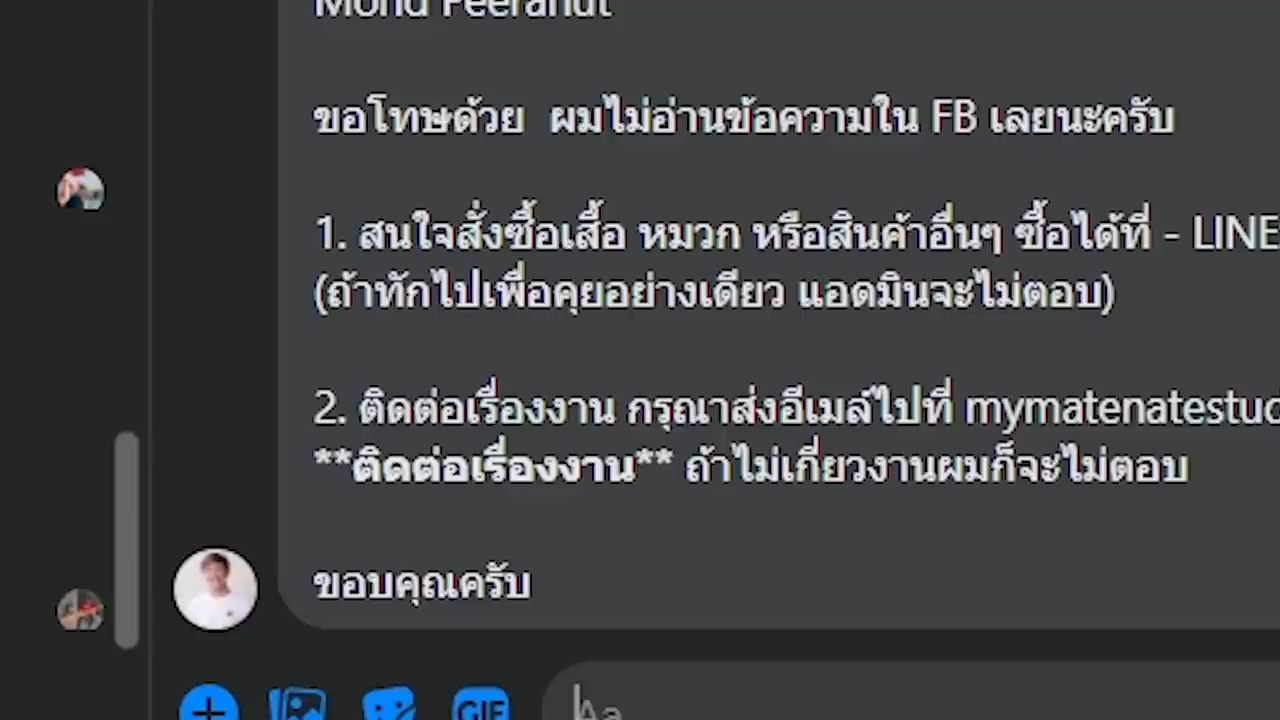 Mond Peeranut
ขอโทษด้วย ผมไม่อ่านข้อความใน FB เลยนะครับ
1. สนใจสั่งซื้อเสื้อ หมวก หรือสินค้าอื่นๆ ซื้อได้ที่ - LINE
(ถ้าทักไปเพื่อคุยอย่างเดียว แอดมินจะไม่ตอบ)
2. ติดต่อเรื่องงาน กรุณาส่งอีเมล์ไปที่ mymatenatestud
**ติดต่อเรื่องงาน** ถ้าไม่เกี่ยวงานผมก็จะไม่ตอบ
ขอบคุณครับ
GIF
Aa